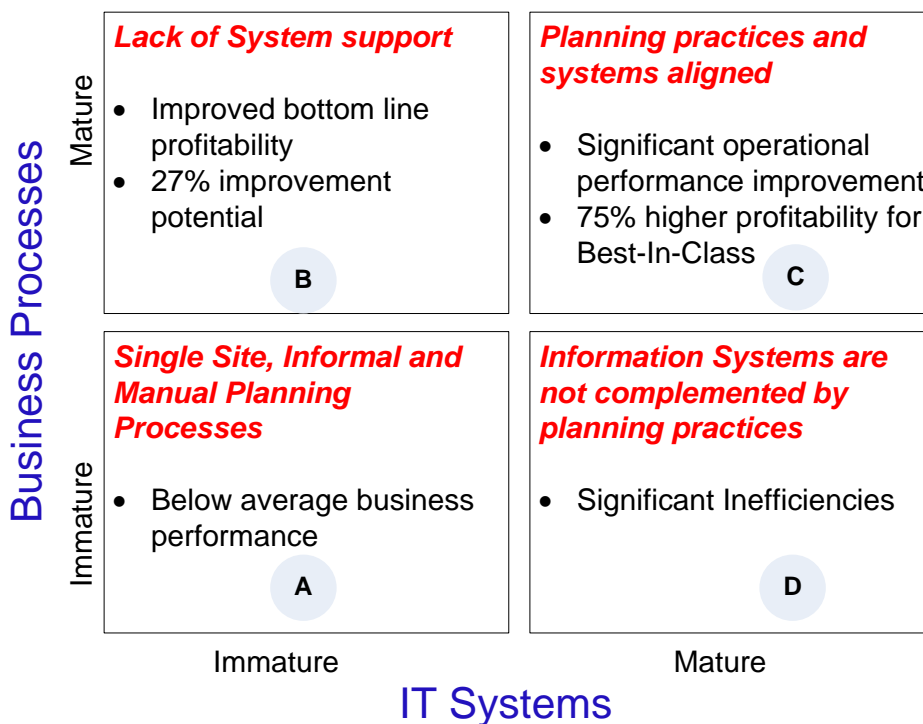 Business Processes
Mature
Lack of System support
• Improved bottom line
profitability
• 27% improvement
potential
B
Planning practices and
systems aligned
• Significant operational
performance improvement
• 75% higher profitability for
Best-In-Class
C
Immature
Single Site, Informal and
Manual Planning
Processes
• Below average business
performance
A
Information Systems are
not complemented by
planning practices
• Significant Inefficiencies
D
Immature
Mature
IT Systems